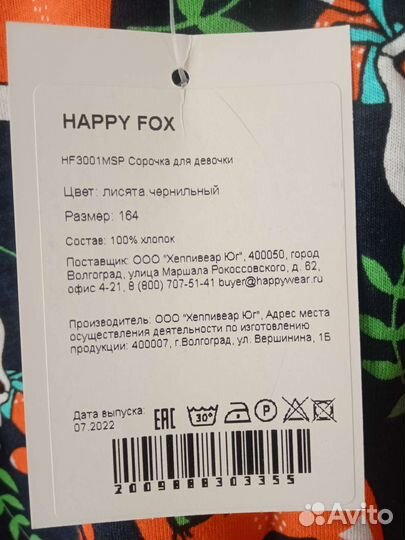 HAPPY FOX
HF3001MSP Сорочка для девочки
Цвет: лисята.чернильный
Размер: 164
Состав: 100% хлопок
Поставщик: ООО "Хеппивеар Юг", 400050, город
Волгоград, улица Маршала Рокоссовского, д. 62,
офис 4-21, 8 (800) 707-51-41 buyer@happywear.ru
Производитель: ООО "Хеппивеар Юг", Адрес места
осуществления деятельности по изготовлению
продукции: 400007, г.Волгоград, ул. Вершинина, 1Б
Дата выпуска:
07.2022
EAC 30° P
2009888303355
Avito